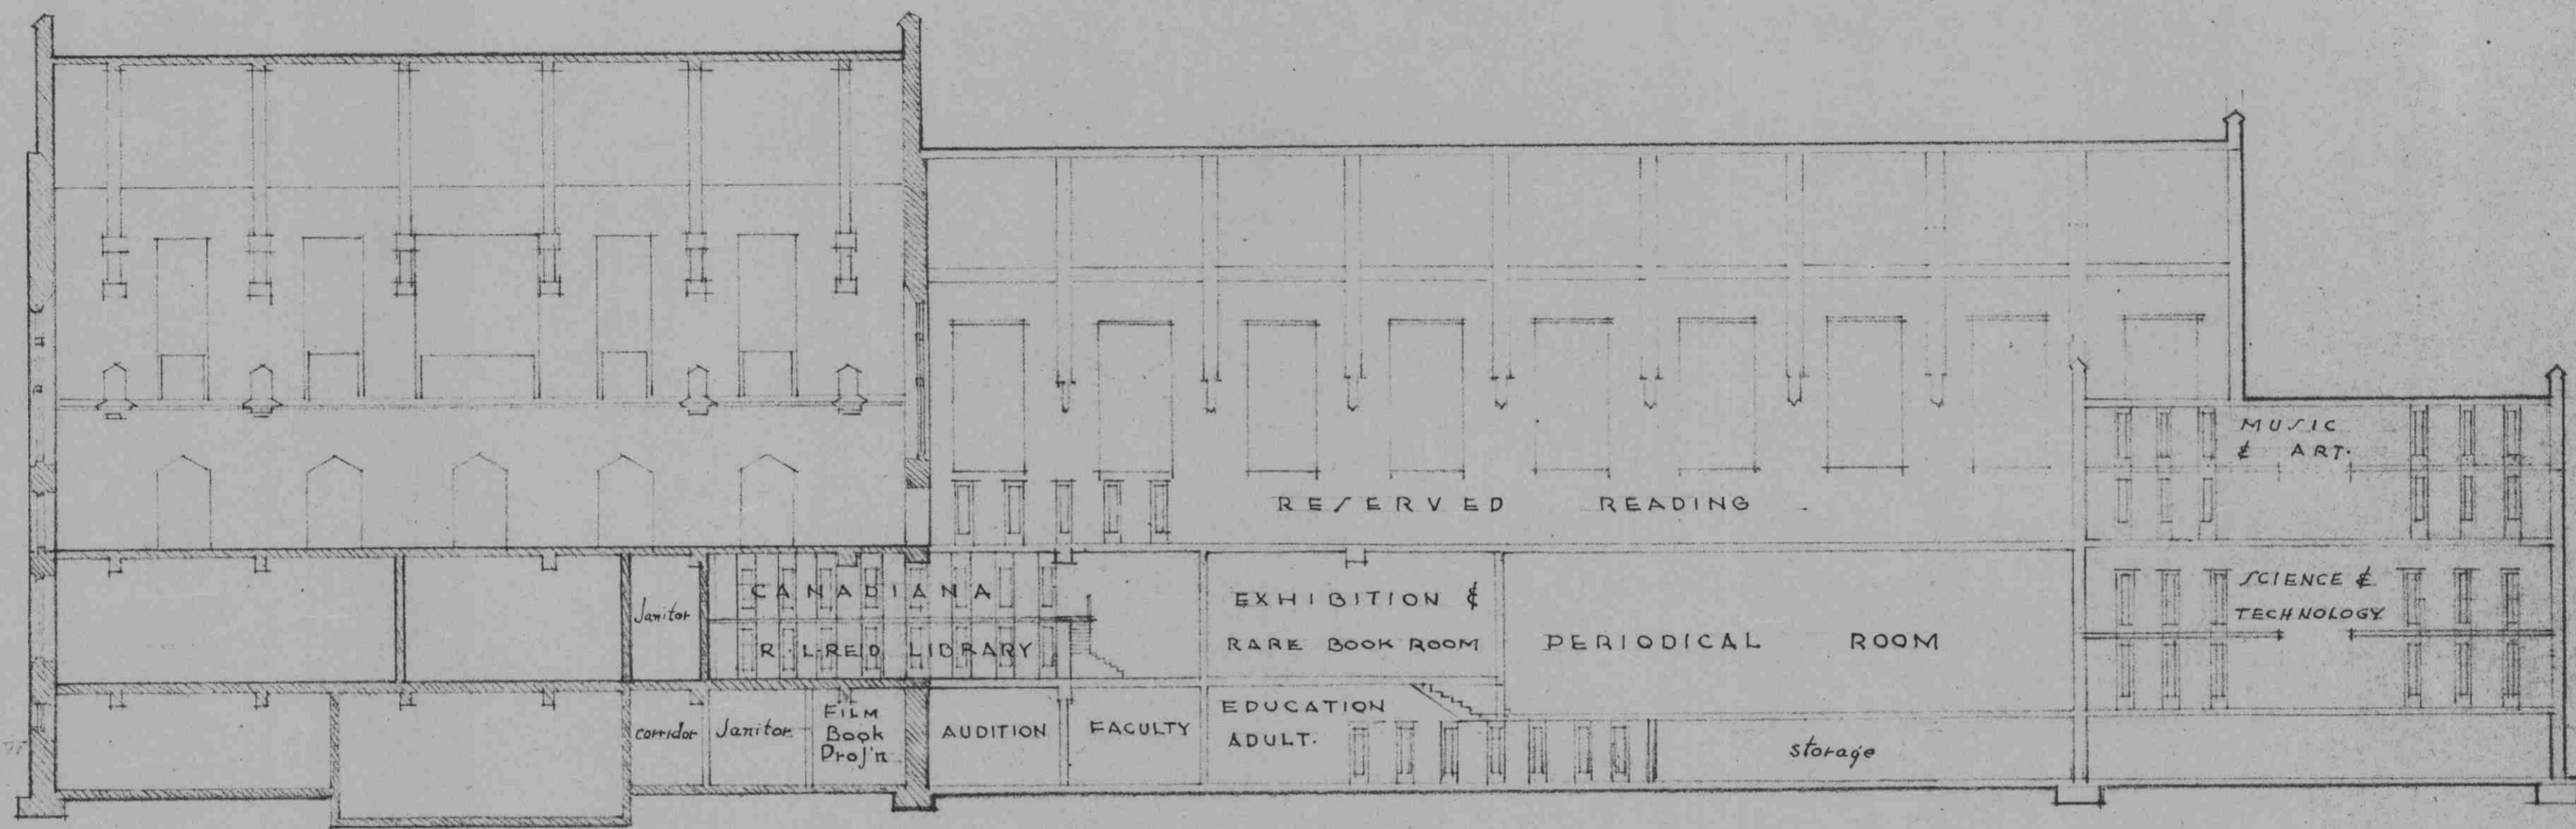 MUSIC
& ART.
RESERVED READING
Janitor
CANADIANA
R.L. REID LIBRARY
EXHIBITION &
RARE BOOK ROOM
PERIODICAL ROOM
SCIENCE &
TECHNOLOGY
corridor
Janitor
FILM
Book
Proj'n
AUDITION
FACULTY
EDUCATION
ADULT.
storage